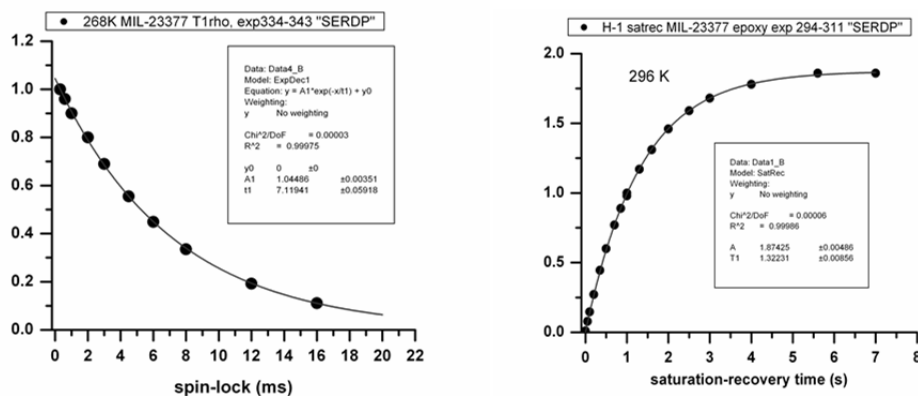 268K MIL-23377 T1rho, exp334-343 "SERDP"
1.2
1.0
0.8
0.6
0.4
0.2
0.0
Data: Data4_B
Model: ExpDec1
Equation: y = A1*exp(-x/t1) + y0
Weighting:
y No weighting
Chi^2/DoF = 0.00003
R^2 = 0.99975
y0 0 ±0
A1 1.04486 ±0.00351
t1 7.11941 ±0.05918
0 2 4 6 8 10 12 14 16 18 20 22
spin-lock (ms)
H-1 satrec MIL-23377 epoxy exp 294-311 "SERDP"
2.0
1.5
1.0
0.5
0.0
296 K
Data: Data1_B
Model: SatRec
Weighting:
y No weighting
Chi^2/DoF = 0.00006
R^2 = 0.99986
A 1.87425 ±0.00486
T1 1.32231 ±0.00856
0 1 2 3 4 5 6 7 8
saturation-recovery time (s)